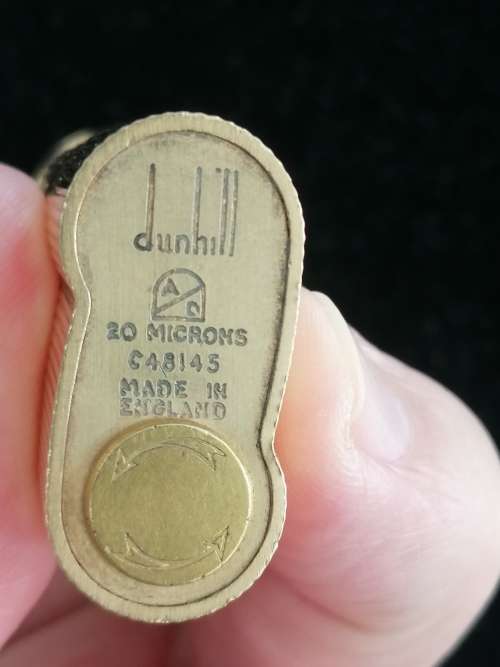 dunhill
A D
20 MICRONS
C48145
MADE IN
ENGLAND